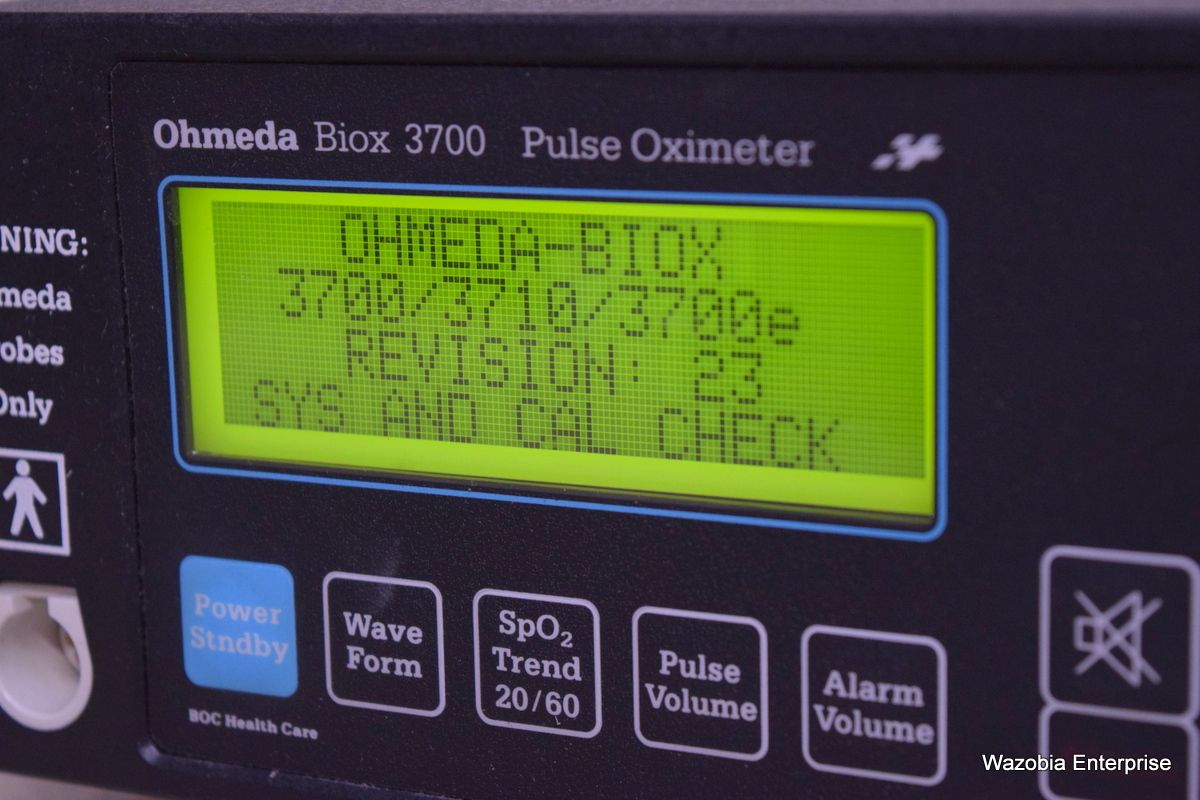 Ohmeda Biox 3700 Pulse Oximeter
OHMEDA-BIOX
3700/3710/3700e
REVISION: 23
SYS AND CAL CHECK
NING:
meda
obes
Only
Power
Stndby
Wave
Form
SpO₂
Trend
20/60
Pulse
Volume
Alarm
Volume
BOC Health Care
Wazobia Enterprise